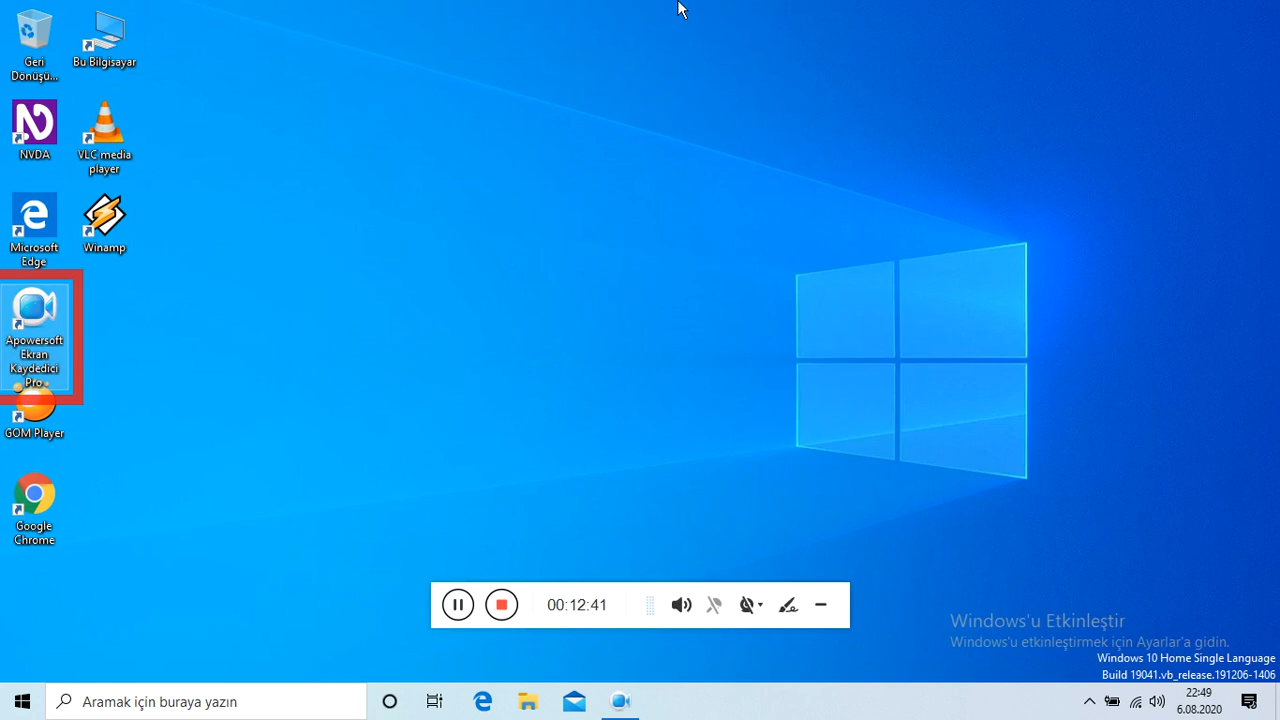 Geri
Dönüşü...
Bu Bilgisayar
NVDA
VLC media
player
Microsoft
Edge
Winamp
Apowersoft
Ekran
Kaydedici
Pro
GOM Player
Google
Chrome
00:12:41
Windows'u Etkinleştir
Windows'u etkinleştirmek için Ayarlar'a gidin.
Windows 10 Home Single Language
Build 19041.vb_release.191206-1406
Aramak için buraya yazın
22:49
6.08.2020